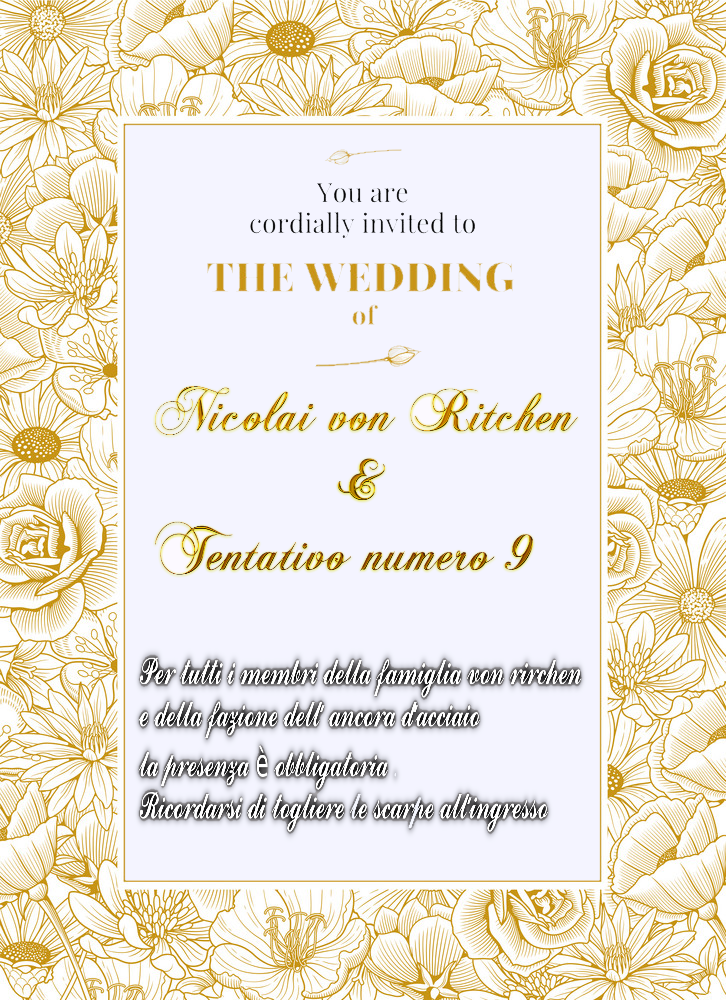 You are
cordially invited to
THE WEDDING
of
Nicolai von Ritchen
&
Tentativo numero 9
Per tutti i membri della famiglia von rirchen
e della fazione dell' ancora d'acciaio
la presenza è obbligatoria .
Ricordarsi di togliere le scarpe all'ingresso